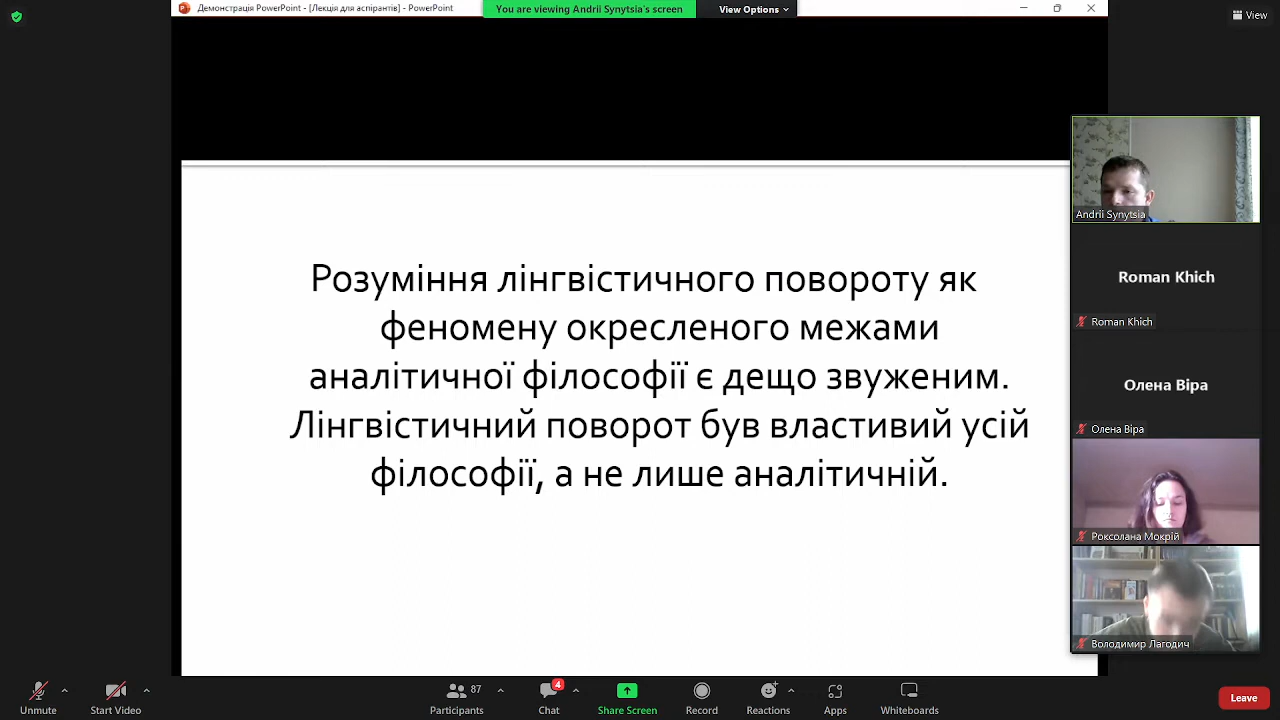 Демонстрація PowerPoint - [Лекція для аспірантів] - PowerPoint
You are viewing Andrii Synytsia's screen
View Options
View
Розуміння лінгвістичного повороту як
феномену окресленого межами
аналітичної філософії є дещо звуженим.
Лінгвістичний поворот був властивий усій
філософії, а не лише аналітичній.
Andrii Synytsia
Roman Khich
Roman Khich
Олена Віра
Олена Віра
Роксолана Мокрій
Володимир Лагодич
Unmute
Start Video
87
Participants
4
Chat
Share Screen
Record
Reactions
Apps
Whiteboards
Leave